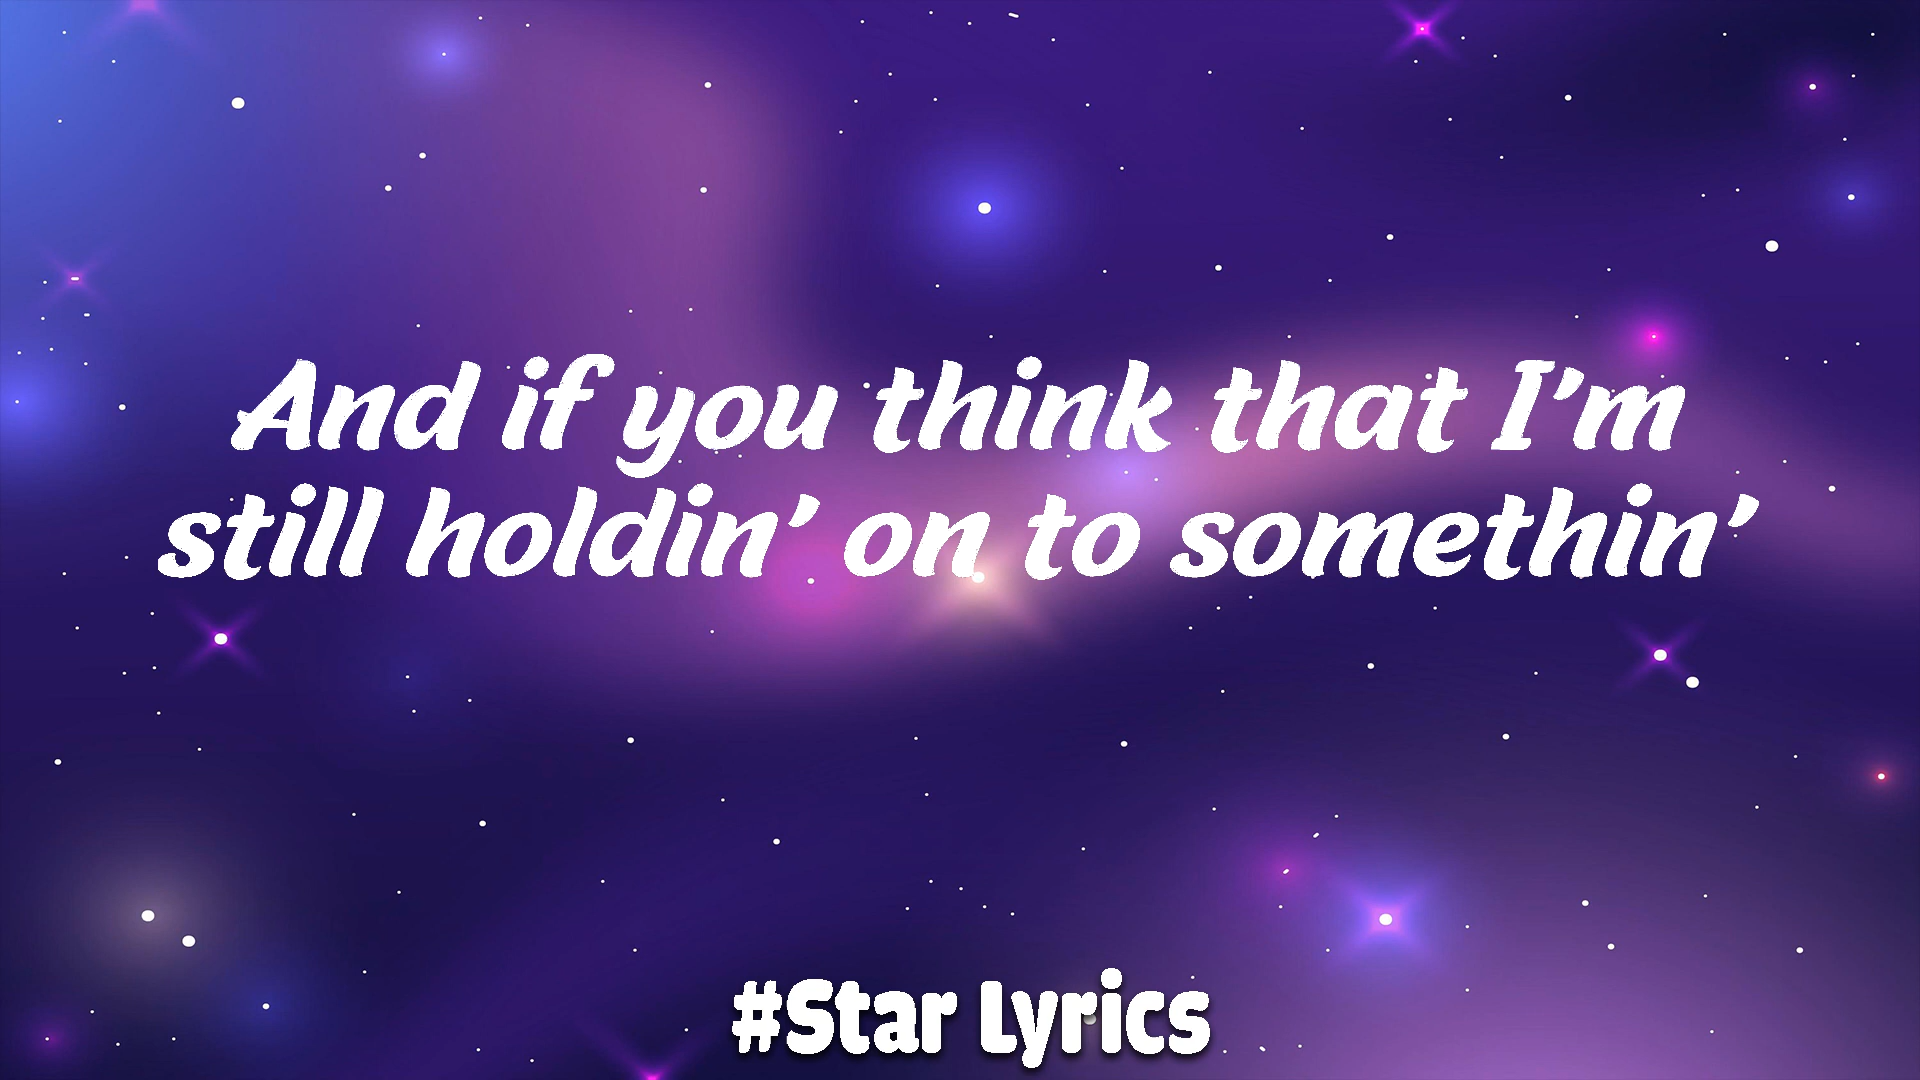 And if you think that I'm
still holdin' on to somethin'
#Star Lyrics